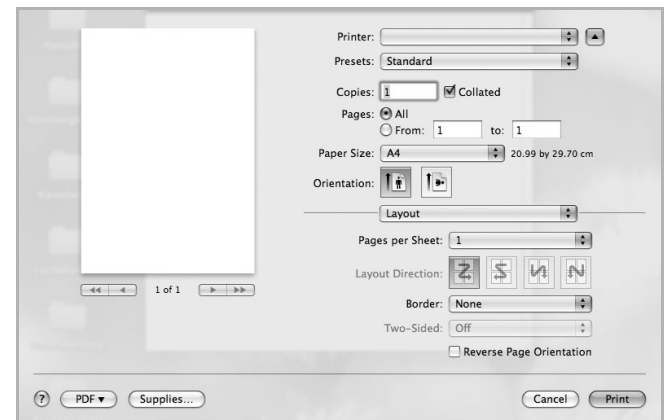 Printer:
Presets: Standard
Copies: 1 Collated
Pages: All
From: 1 to: 1
Paper Size: A4 20.99 by 29.70 cm
Orientation:
Layout
Pages per Sheet: 1
Layout Direction:
Border: None
Two-Sided: Off
Reverse Page Orientation
1 of 1
? PDF▼ Supplies... Cancel Print